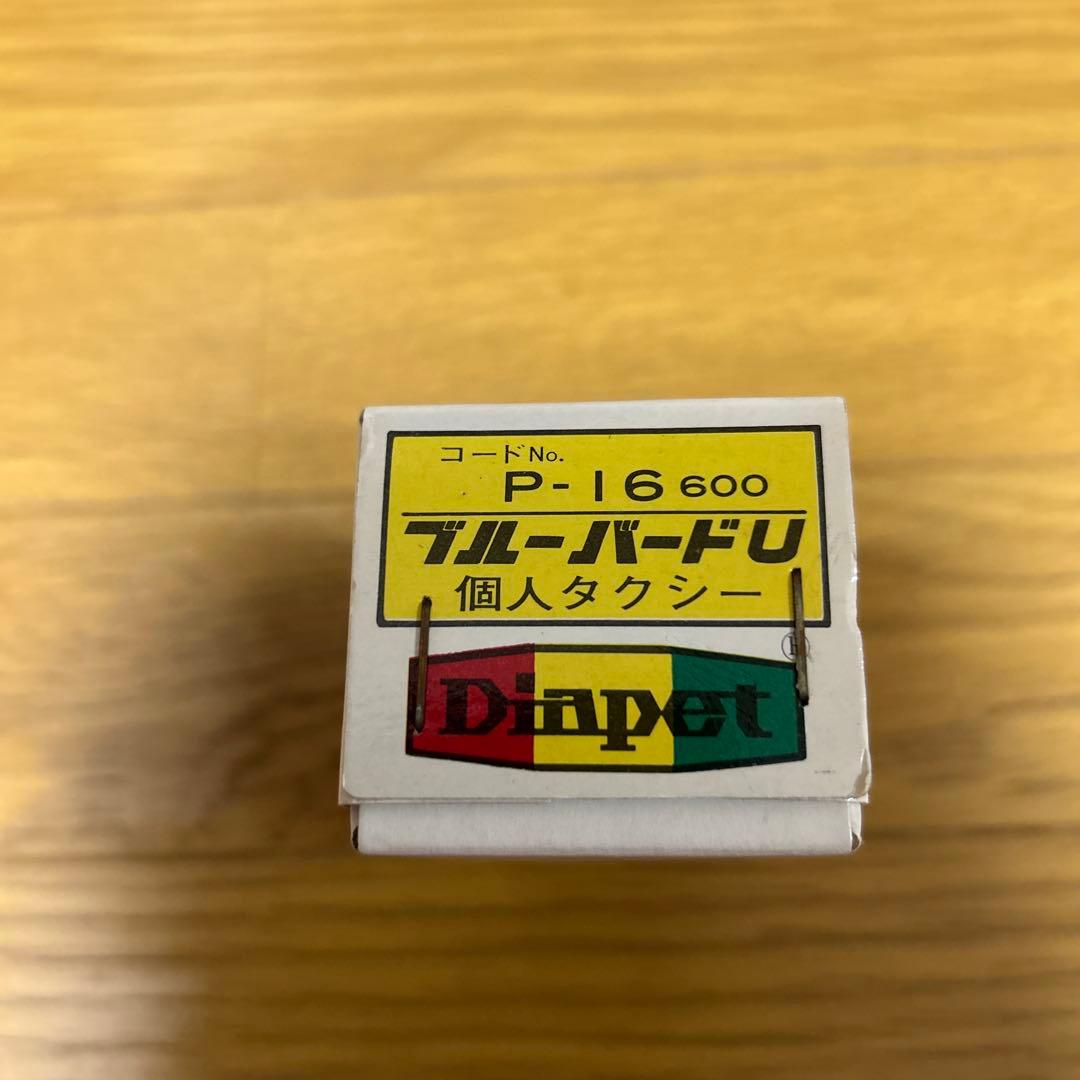 コードNo.
P-16 600
ブルーバードU
個人タクシー
Diapet